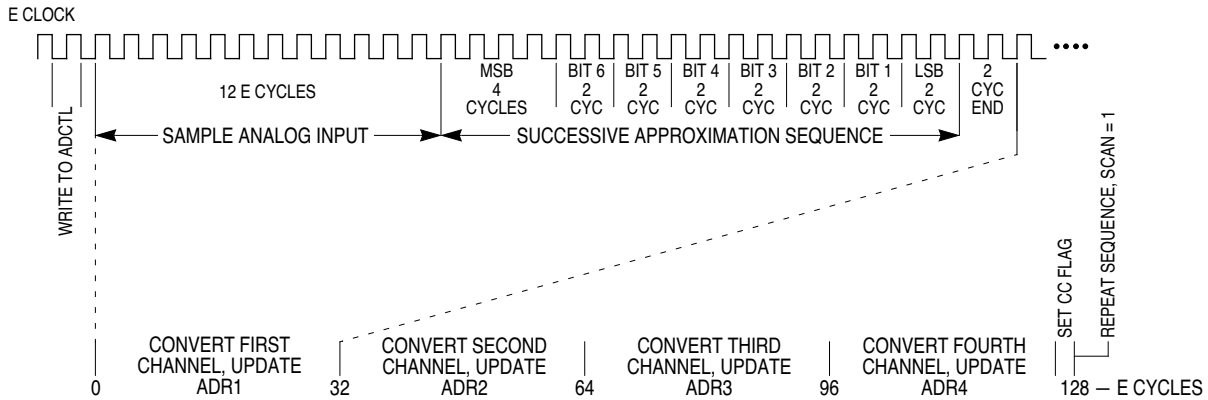 E CLOCK
MSB
4
CYCLES
BIT 6
2
CYC
BIT 5
2
CYC
BIT 4
2
CYC
BIT 3
2
CYC
BIT 2
2
CYC
BIT 1
2
CYC
LSB
2
CYC
2
CYC
END
12 E CYCLES
WRITE TO ADCTL
SAMPLE ANALOG INPUT
SUCCESSIVE APPROXIMATION SEQUENCE
SET CC FLAG
REPEAT SEQUENCE, SCAN = 1
CONVERT FIRST
CHANNEL, UPDATE
ADR1
CONVERT SECOND
CHANNEL, UPDATE
ADR2
CONVERT THIRD
CHANNEL, UPDATE
ADR3
CONVERT FOURTH
CHANNEL, UPDATE
ADR4
0
32
64
96
128 — E CYCLES